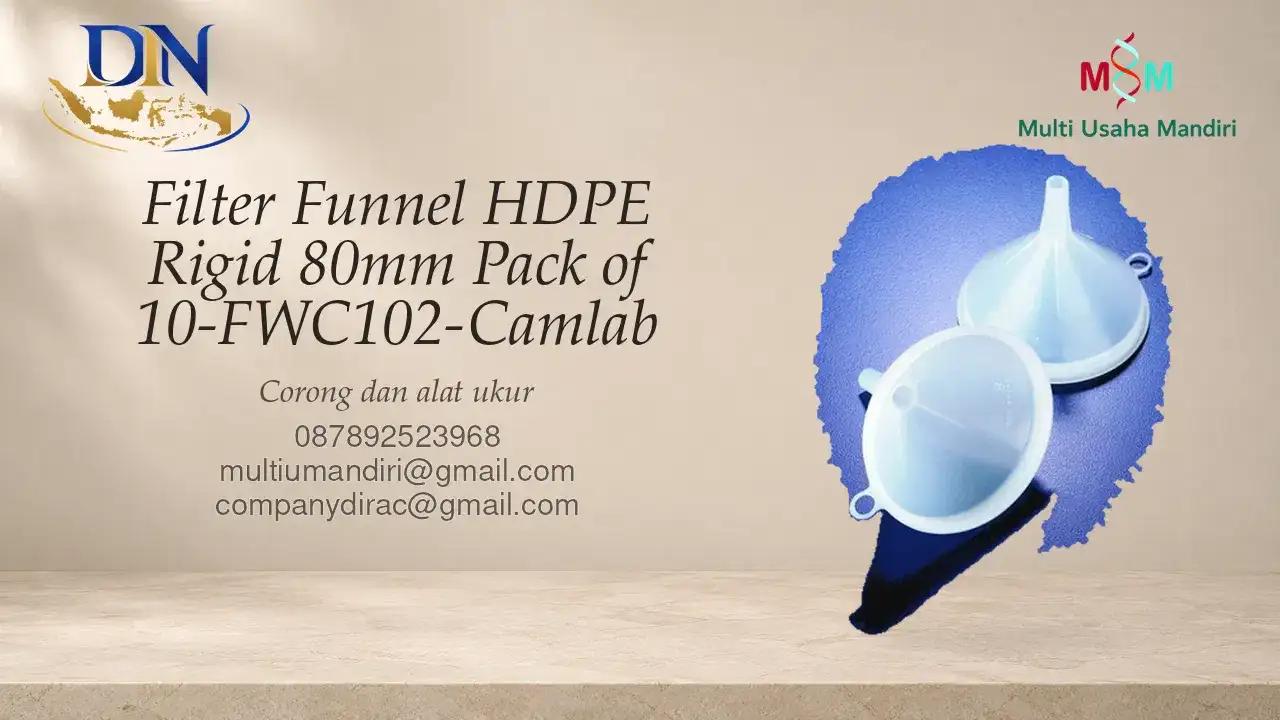 DN
M M
Multi Usaha Mandiri
Filter Funnel HDPE
Rigid 80mm Pack of
10-FWC102-Camlab
Corong dan alat ukur
087892523968
multiumandiri@gmail.com
companydirac@gmail.com